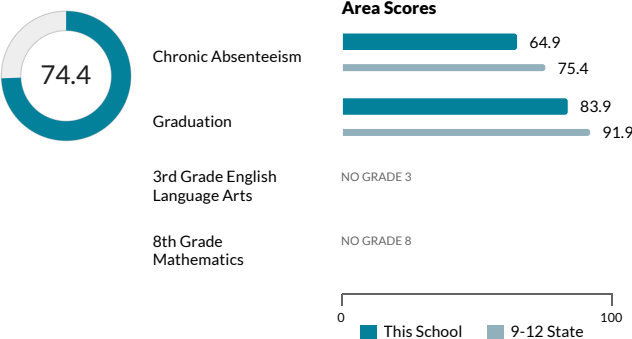 Area Scores
74.4
Chronic Absenteeism
64.9
75.4
Graduation
83.9
91.9
3rd Grade English
Language Arts
NO GRADE 3
8th Grade
Mathematics
NO GRADE 8
0
100
This School
9-12 State